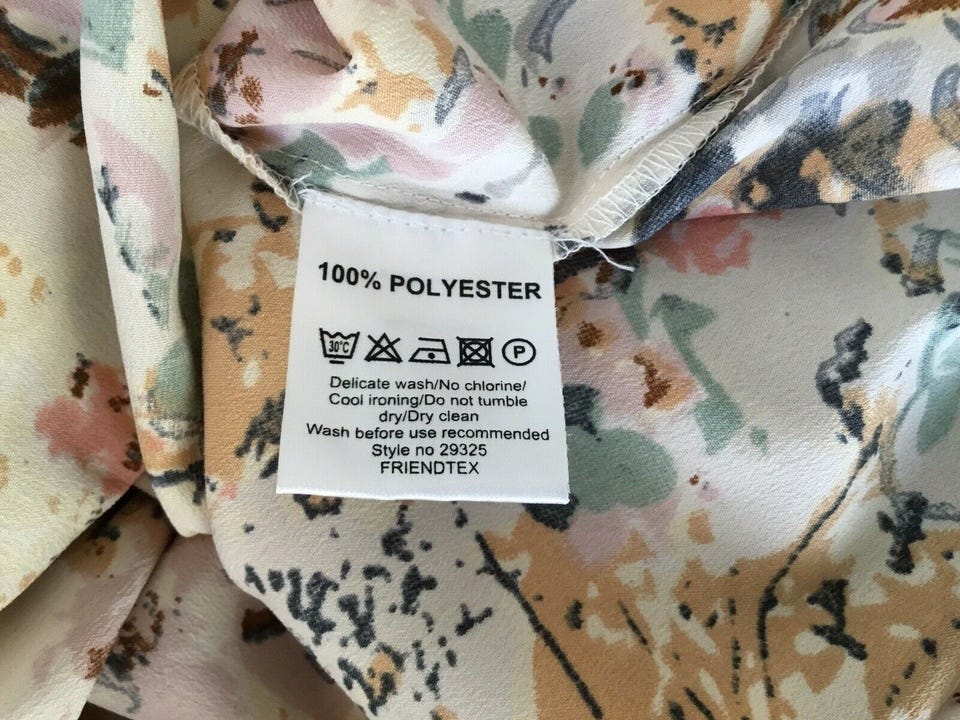 100% POLYESTER
30°C P
Delicate wash/No chlorine/
Cool ironing/Do not tumble
dry/Dry clean
Wash before use recommended
Style no 29325
FRIENDTEX